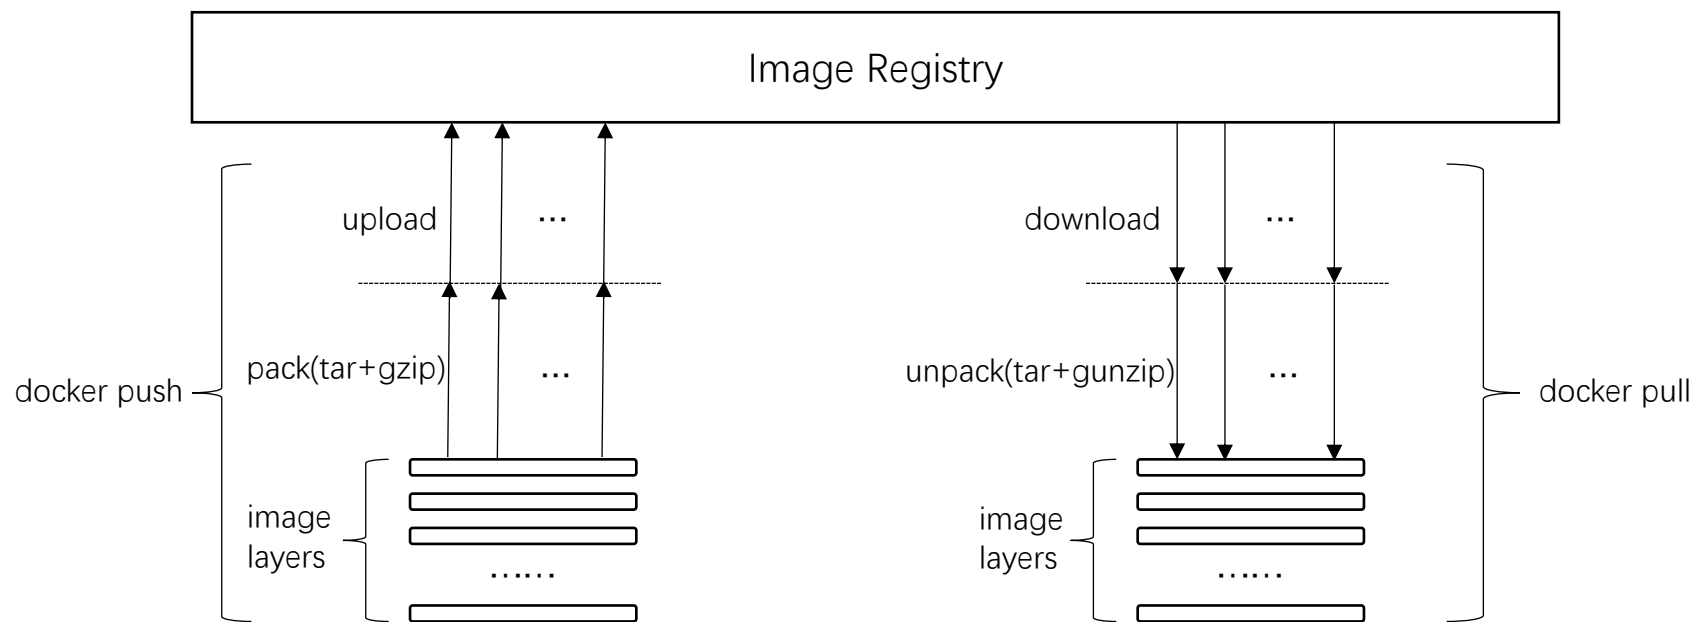 Image Registry
upload
...
download
...
pack(tar+gzip)
...
unpack(tar+gunzip)
...
docker push
docker pull
image
layers
......
image
layers
......